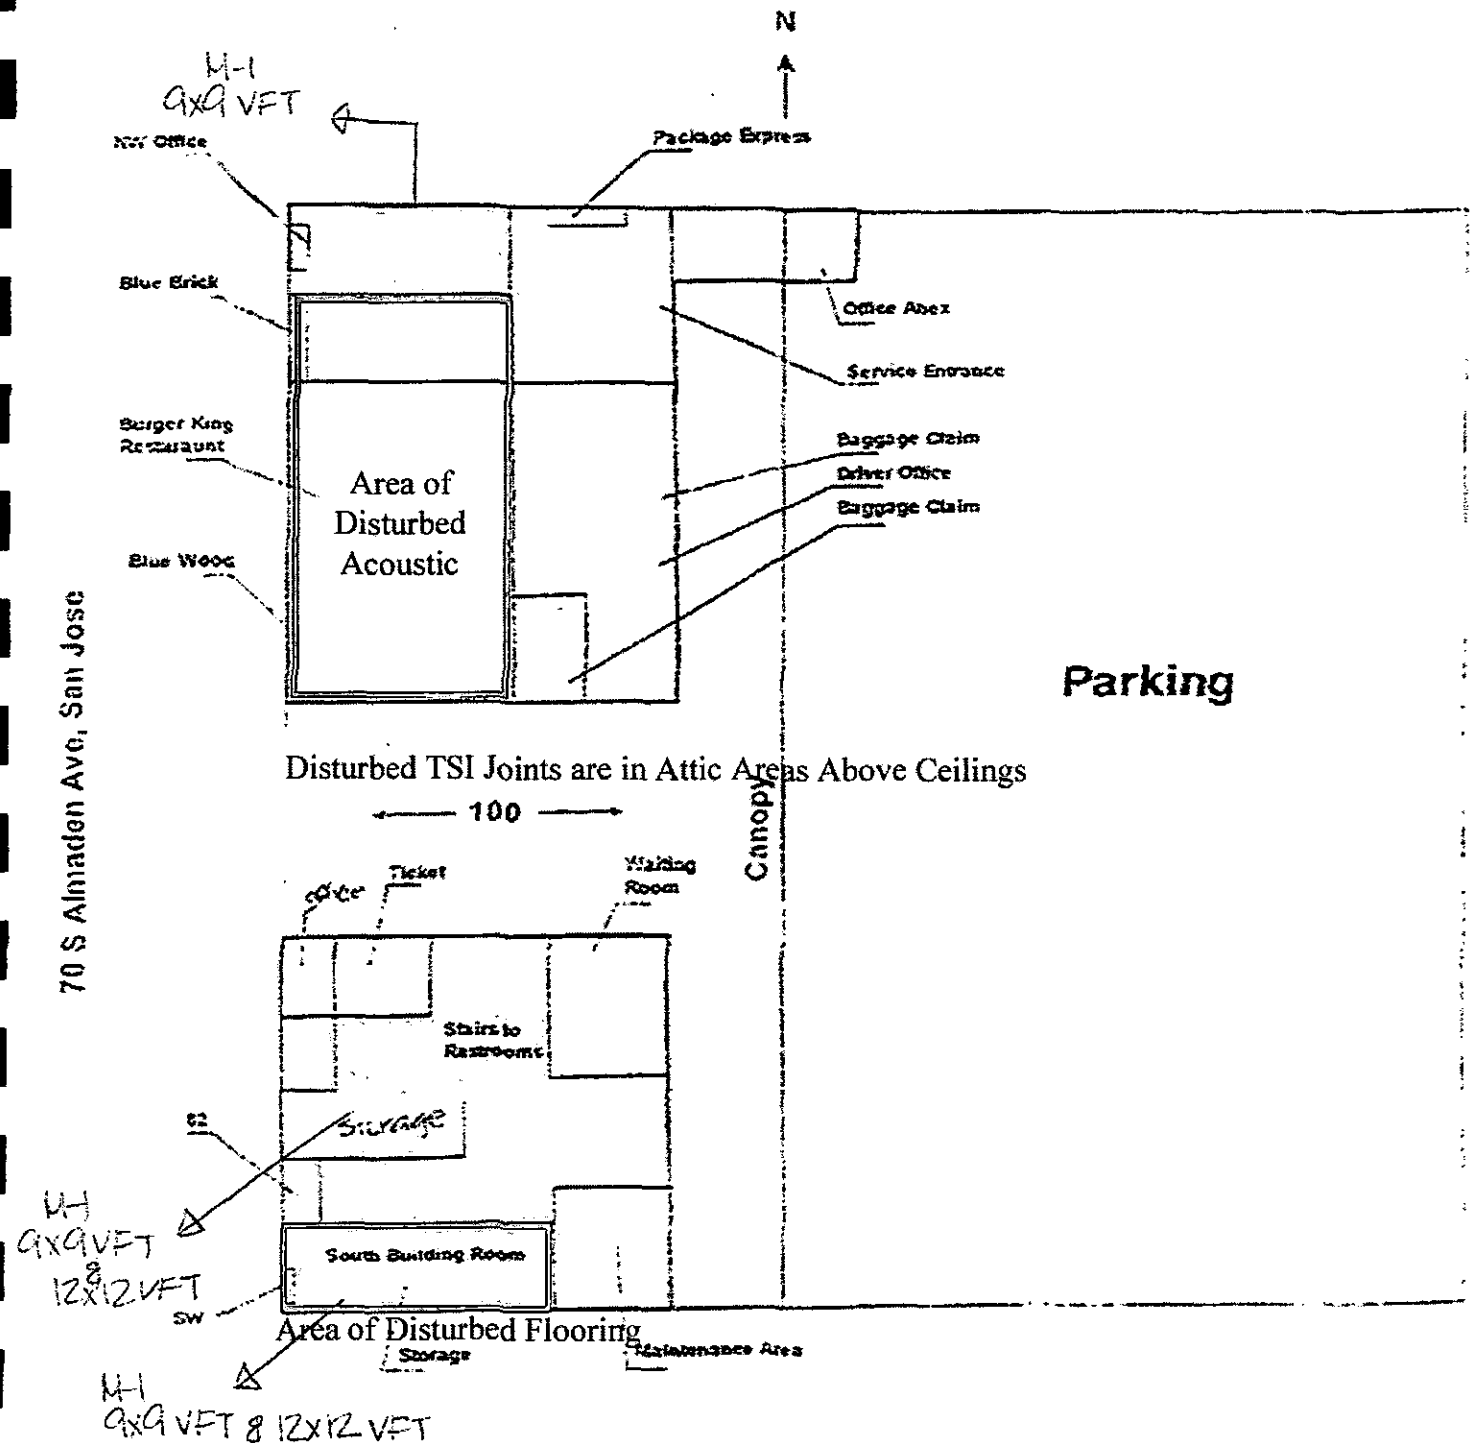 N
M-1
9x9 VFT
NW Office
Package Express
Blue Brick
Office Anex
Service Entrance
Burger King
Restaraunt
Baggage Claim
Driver Office
Baggage Claim
Area of
Disturbed
Acoustic
Blue Wood
70 S Almaden Ave, San Jose
Parking
Disturbed TSI Joints are in Attic Areas Above Ceilings
100
Canopy
Office
Ticket
Waiting
Room
Stairs to
Restrooms
Storage
M-1
9x9 VFT
&
12x12 VFT
South Building Room
SW
Area of Disturbed Flooring
Storage
Maintenance Area
M-1
9x9 VFT & 12x12 VFT